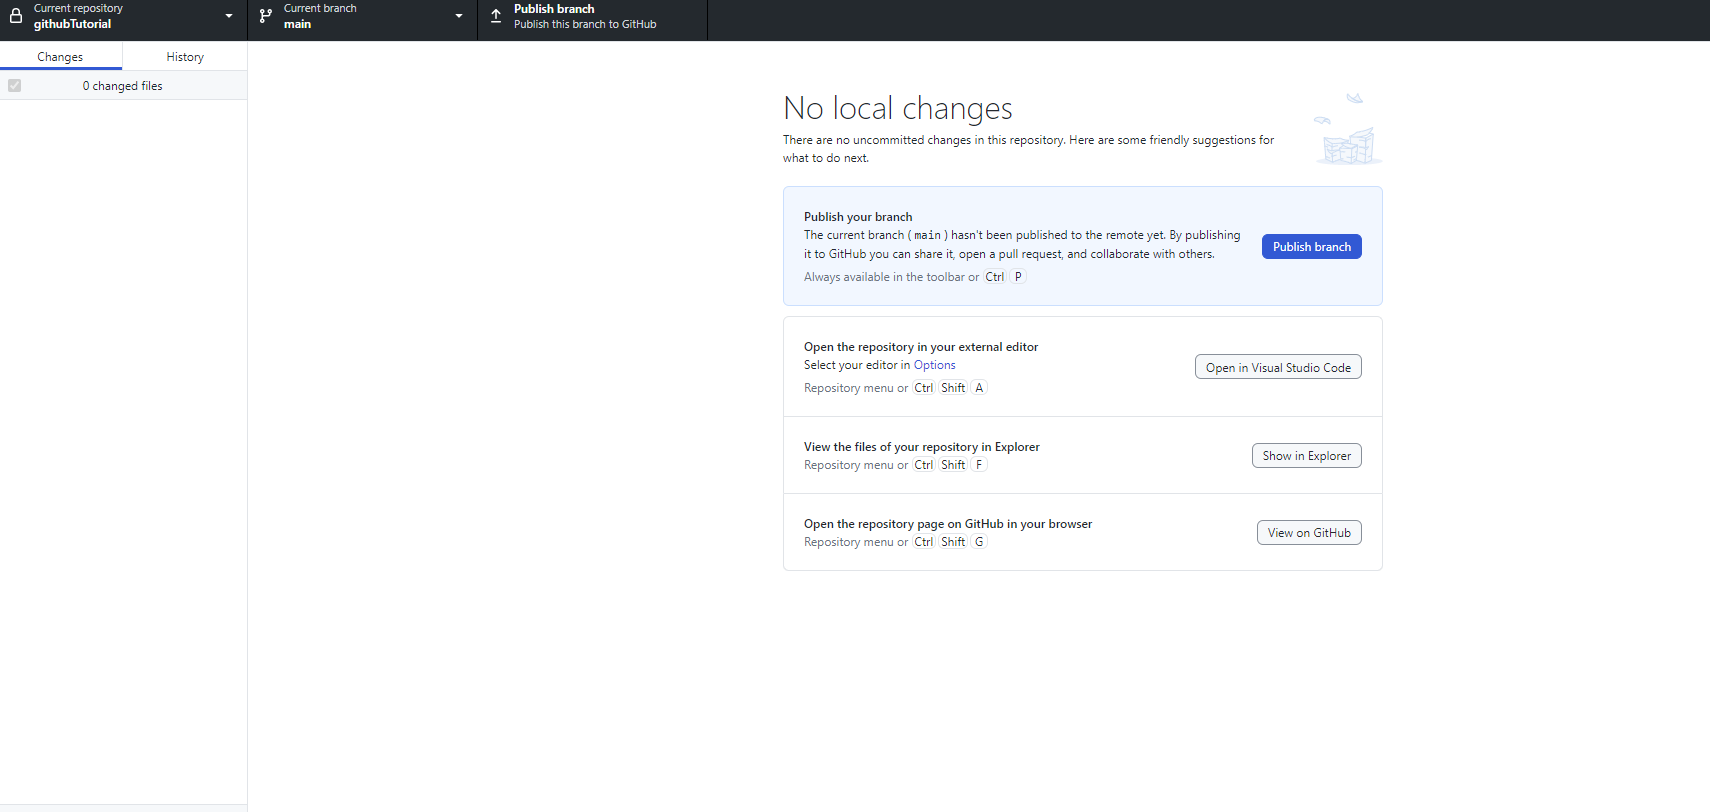 Current repository
githubTutorial
Current branch
main
Publish branch
Publish this branch to GitHub
Changes
History
0 changed files
No local changes
There are no uncommitted changes in this repository. Here are some friendly suggestions for
what to do next.
Publish your branch
The current branch ( main ) hasn't been published to the remote yet. By publishing
it to GitHub you can share it, open a pull request, and collaborate with others.
Always available in the toolbar or Ctrl P
Publish branch
Open the repository in your external editor
Select your editor in Options
Repository menu or Ctrl Shift A
Open in Visual Studio Code
View the files of your repository in Explorer
Repository menu or Ctrl Shift F
Show in Explorer
Open the repository page on GitHub in your browser
Repository menu or Ctrl Shift G
View on GitHub